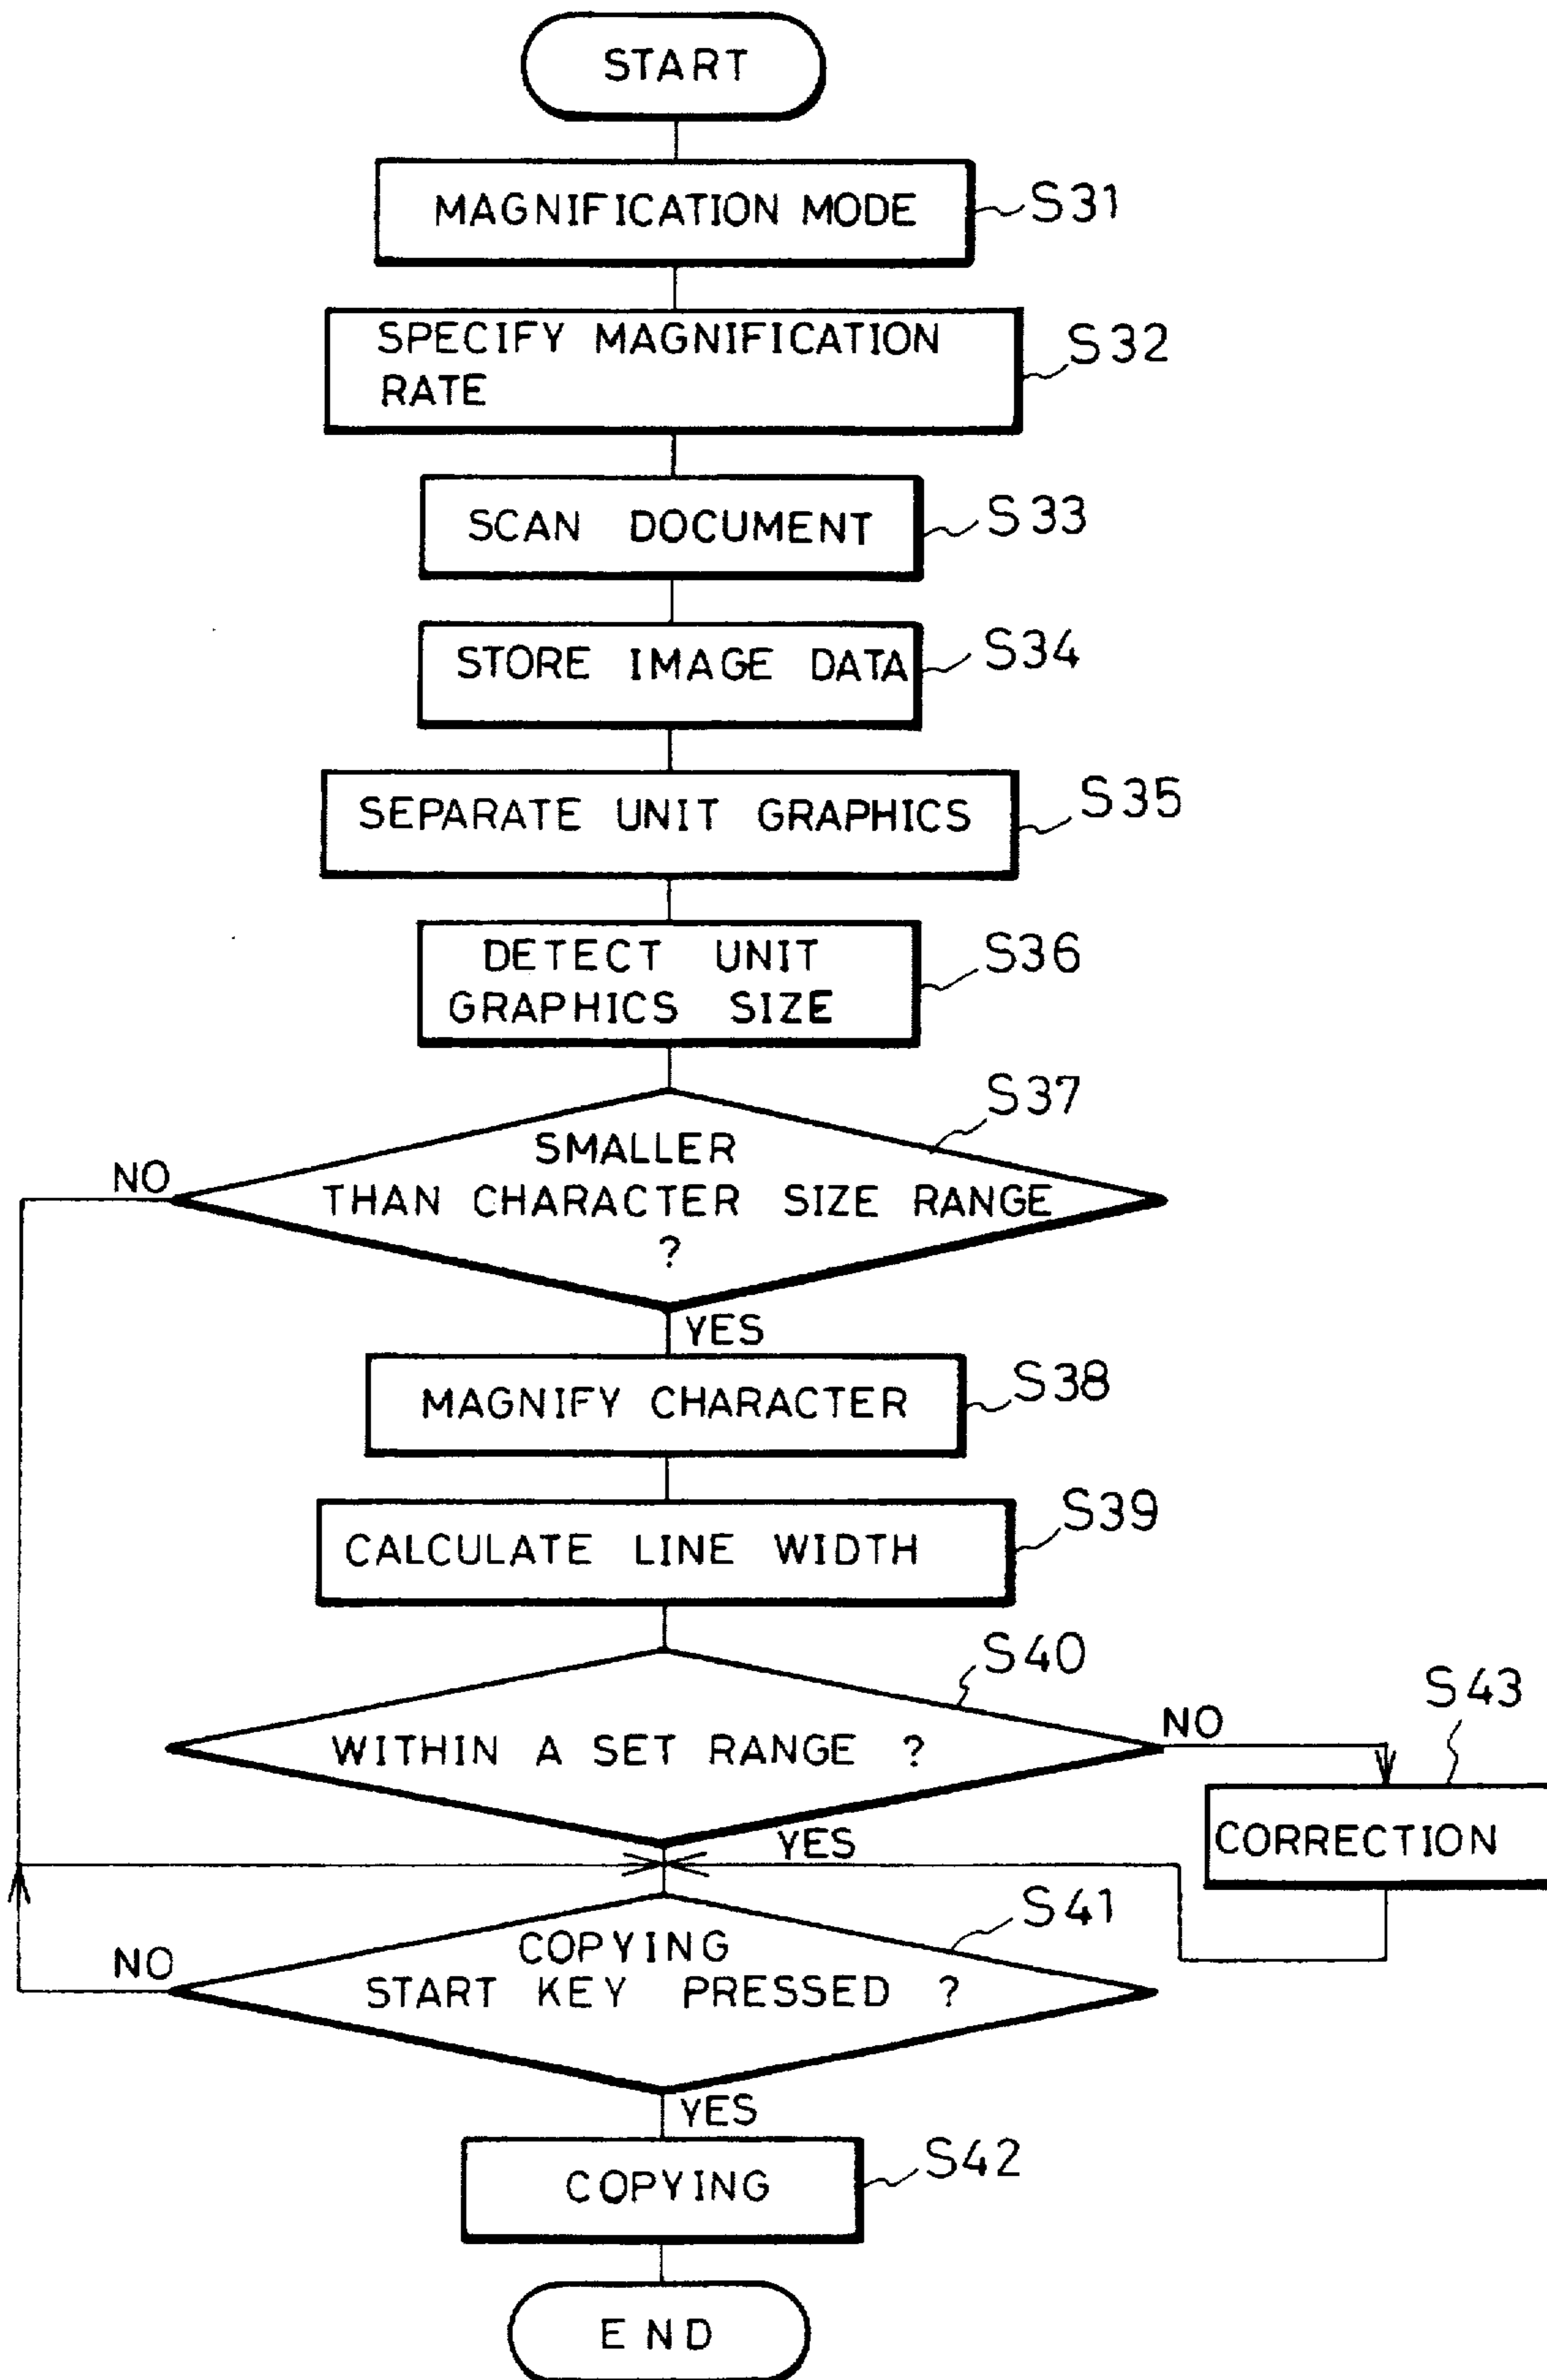 START
MAGNIFICATION MODE
S31
SPECIFY MAGNIFICATION
RATE
S32
SCAN DOCUMENT
S33
STORE IMAGE DATA
S34
SEPARATE UNIT GRAPHICS
S35
DETECT UNIT
GRAPHICS SIZE
S36
S37
SMALLER
THAN CHARACTER SIZE RANGE
?
NO
YES
MAGNIFY CHARACTER
S38
CALCULATE LINE WIDTH
S39
S40
WITHIN A SET RANGE ?
NO
S43
CORRECTION
YES
S41
COPYING
START KEY PRESSED ?
NO
YES
COPYING
S42
END